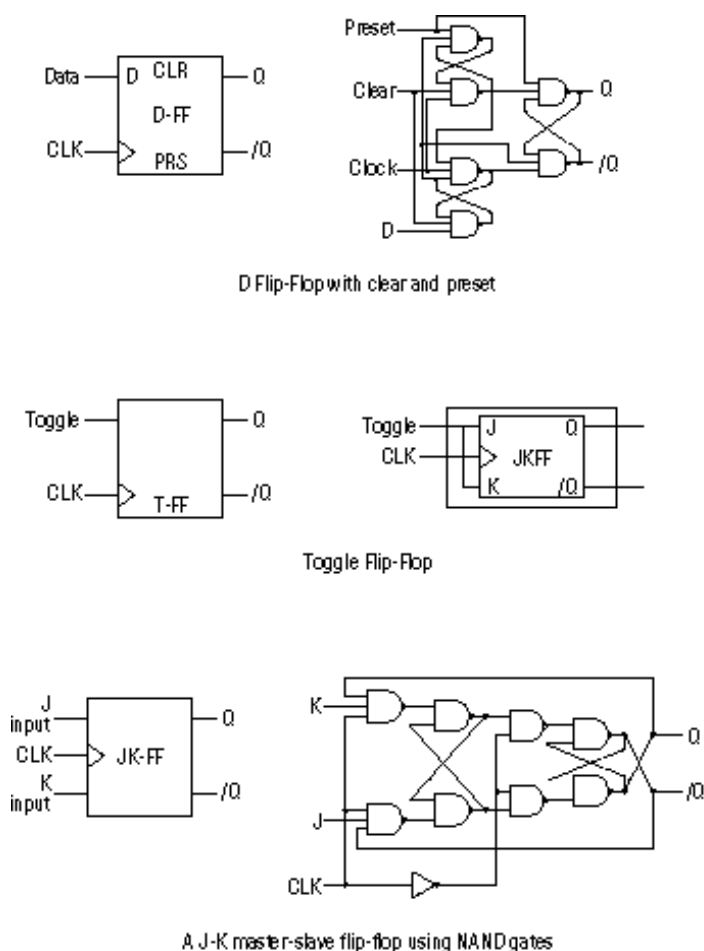 Data
D
CLR
D-FF
CLK
PRS
Q
/Q
Preset
Clear
Clock
D
Q
/Q
D Flip-Flop with clear and preset
Toggle
CLK
T-FF
Q
/Q
Toggle
CLK
J
Q
JKFF
K
/Q
Toggle Flip-Flop
J
input
CLK
K
input
JK-FF
Q
/Q
K
J
CLK
Q
/Q
A J-K master-slave flip-flop using NAND gates